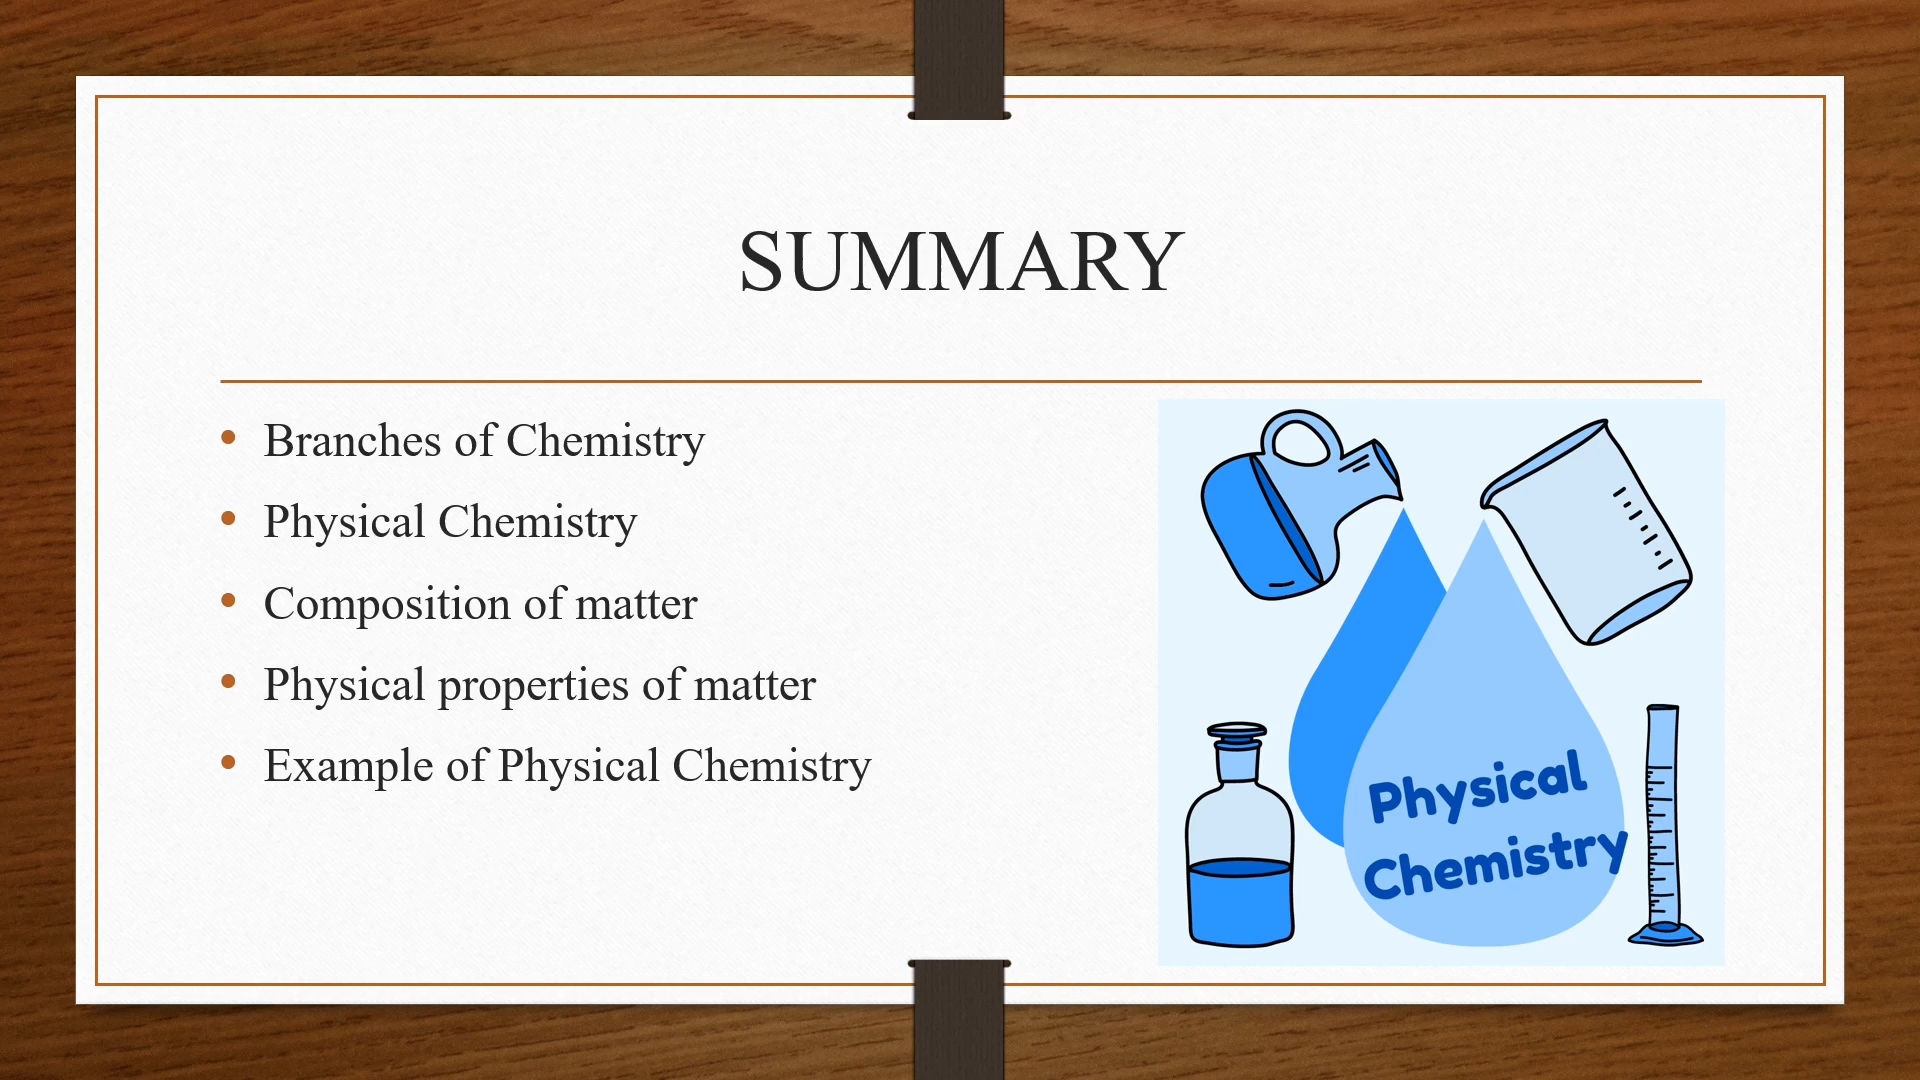 SUMMARY
• Branches of Chemistry
• Physical Chemistry
• Composition of matter
• Physical properties of matter
• Example of Physical Chemistry
Physical
Chemistry